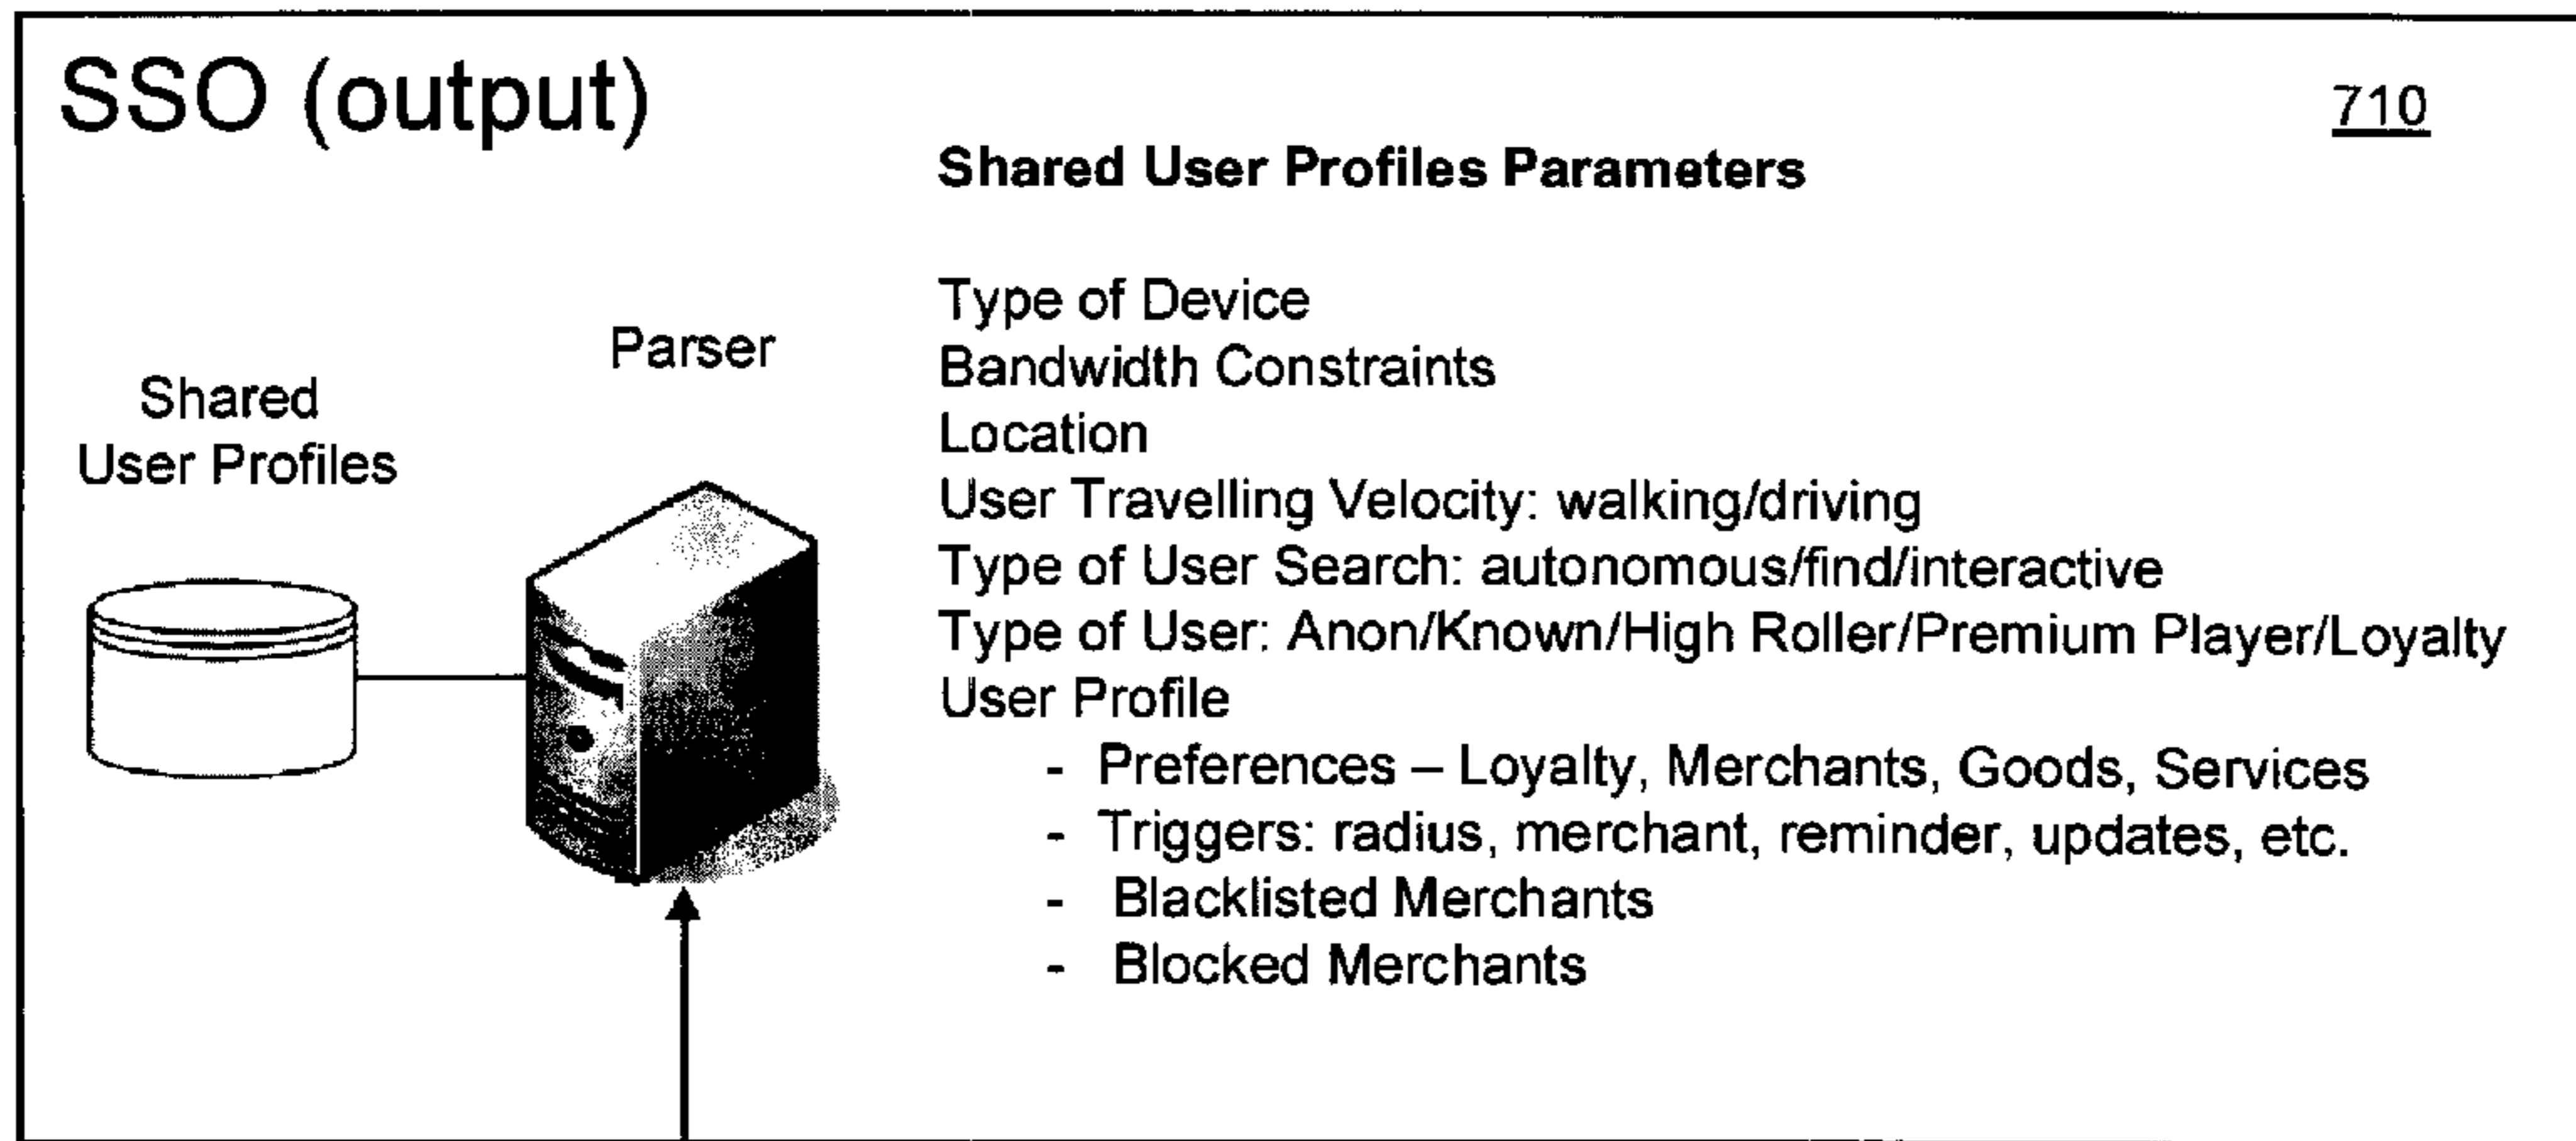 SSO (output)
710
Shared User Profiles Parameters
Type of Device
Parser
Bandwidth Constraints
Shared
User Profiles
Location
User Travelling Velocity: walking/driving
Type of User Search: autonomous/find/interactive
Type of User: Anon/Known/High Roller/Premium Player/Loyalty
User Profile
- Preferences – Loyalty, Merchants, Goods, Services
- Triggers: radius, merchant, reminder, updates, etc.
- Blacklisted Merchants
- Blocked Merchants